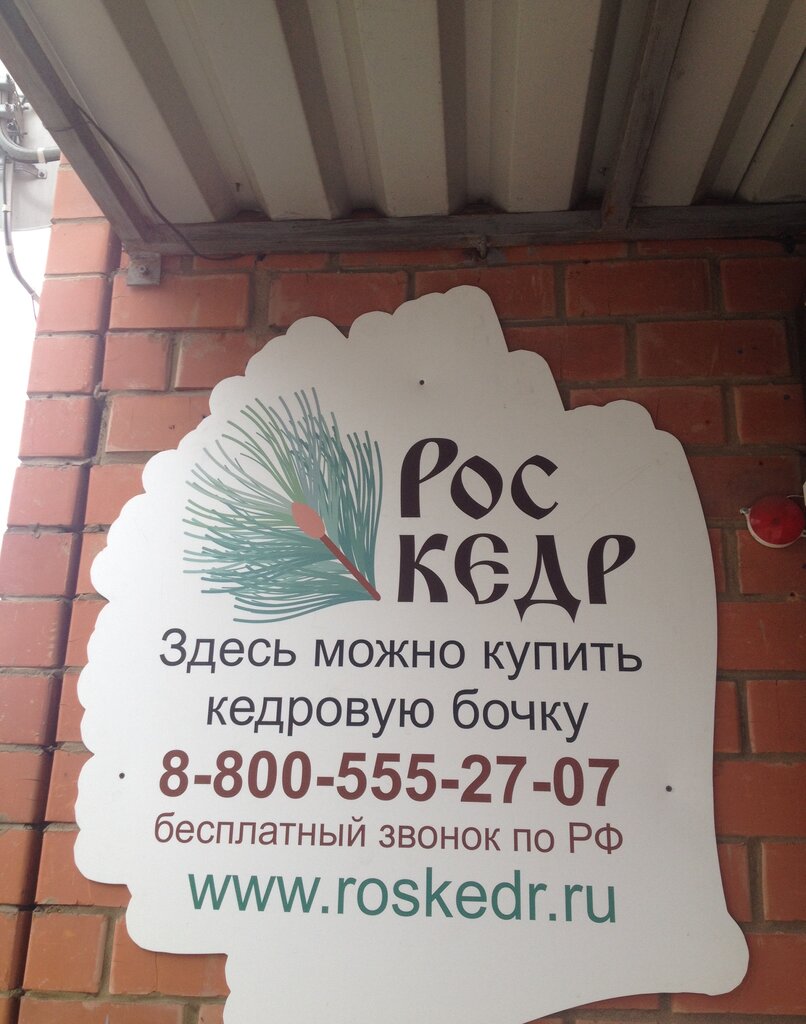 Рос
кедр
Здесь можно купить
кедровую бочку
8-800-555-27-07
бесплатный звонок по РФ
www.roskedr.ru